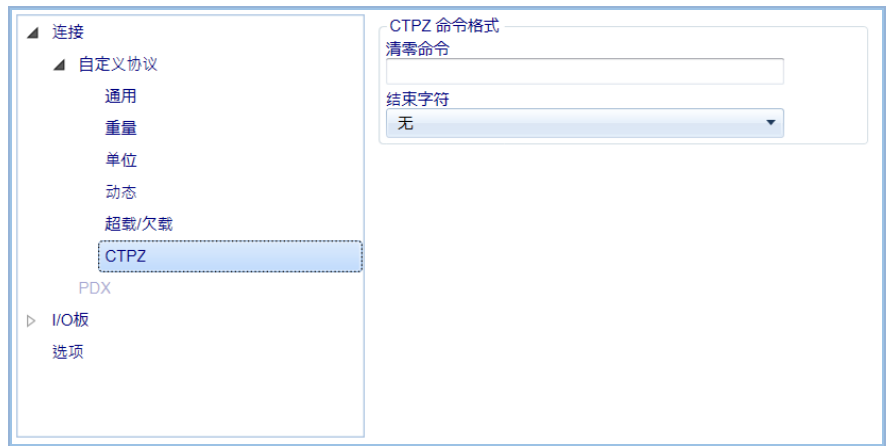 连接
自定义协议
通用
重量
单位
动态
超载/欠载
CTPZ
PDX
I/O板
选项
CTPZ 命令格式
清零命令
结束字符
无